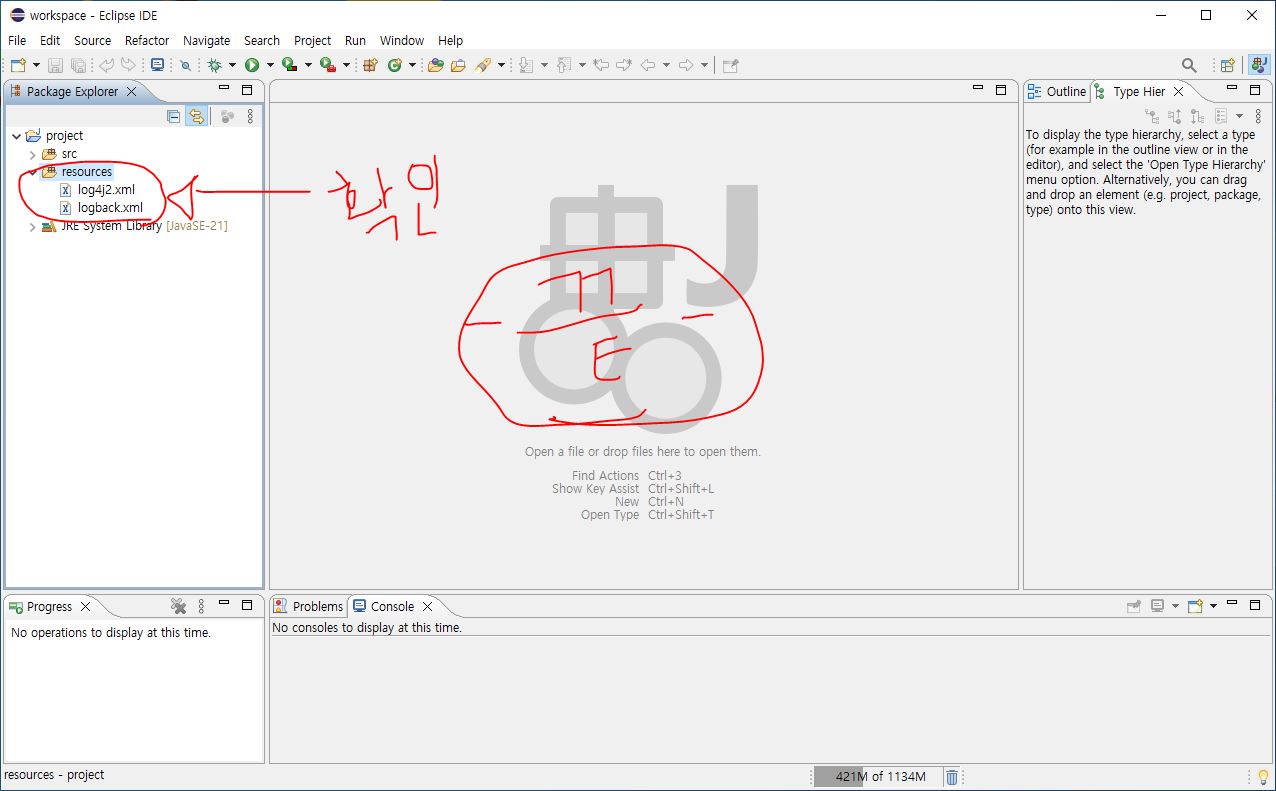 workspace - Eclipse IDE
File Edit Source Refactor Navigate Search Project Run Window Help
Package Explorer
Outline
Type Hier
project
src
resources
log4j2.xml
logback.xml
JRE System Library [JavaSE-21]
확인
끄
E
To display the type hierarchy, select a type
(for example in the outline view or in the
editor), and select the 'Open Type Hierarchy'
menu option. Alternatively, you can drag
and drop an element (e.g. project, package,
type) onto this view.
Open a file or drop files here to open them.
Find Actions Ctrl+3
Show Key Assist Ctrl+Shift+L
New Ctrl+N
Open Type Ctrl+Shift+T
Progress
No operations to display at this time.
Problems
Console
No consoles to display at this time.
resources - project
421M of 1134M